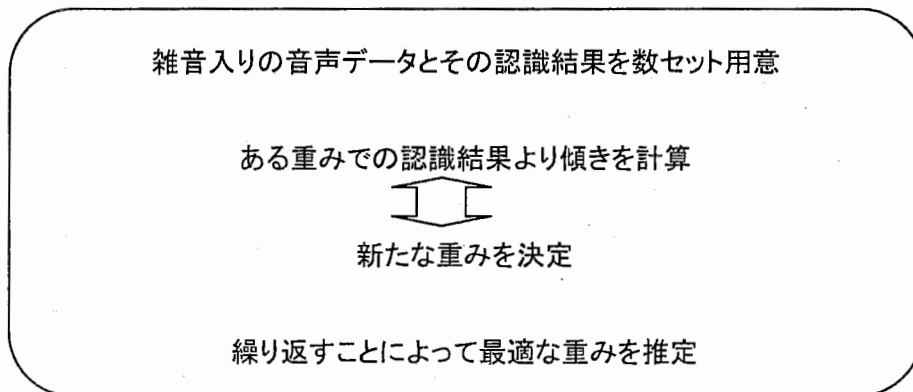 雑音入りの音声データとその認識結果を数セット用意
ある重みでの認識結果より傾きを計算
新たな重みを決定
繰り返すことによって最適な重みを推定